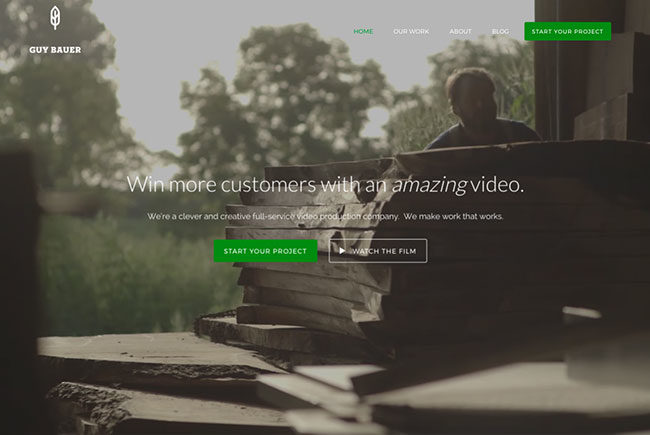 GUY BAUER
HOME OUR WORK ABOUT BLOG START YOUR PROJECT
Win more customers with an amazing video.
We're a clever and creative full-service video production company. We make work that works.
START YOUR PROJECT WATCH THE FILM